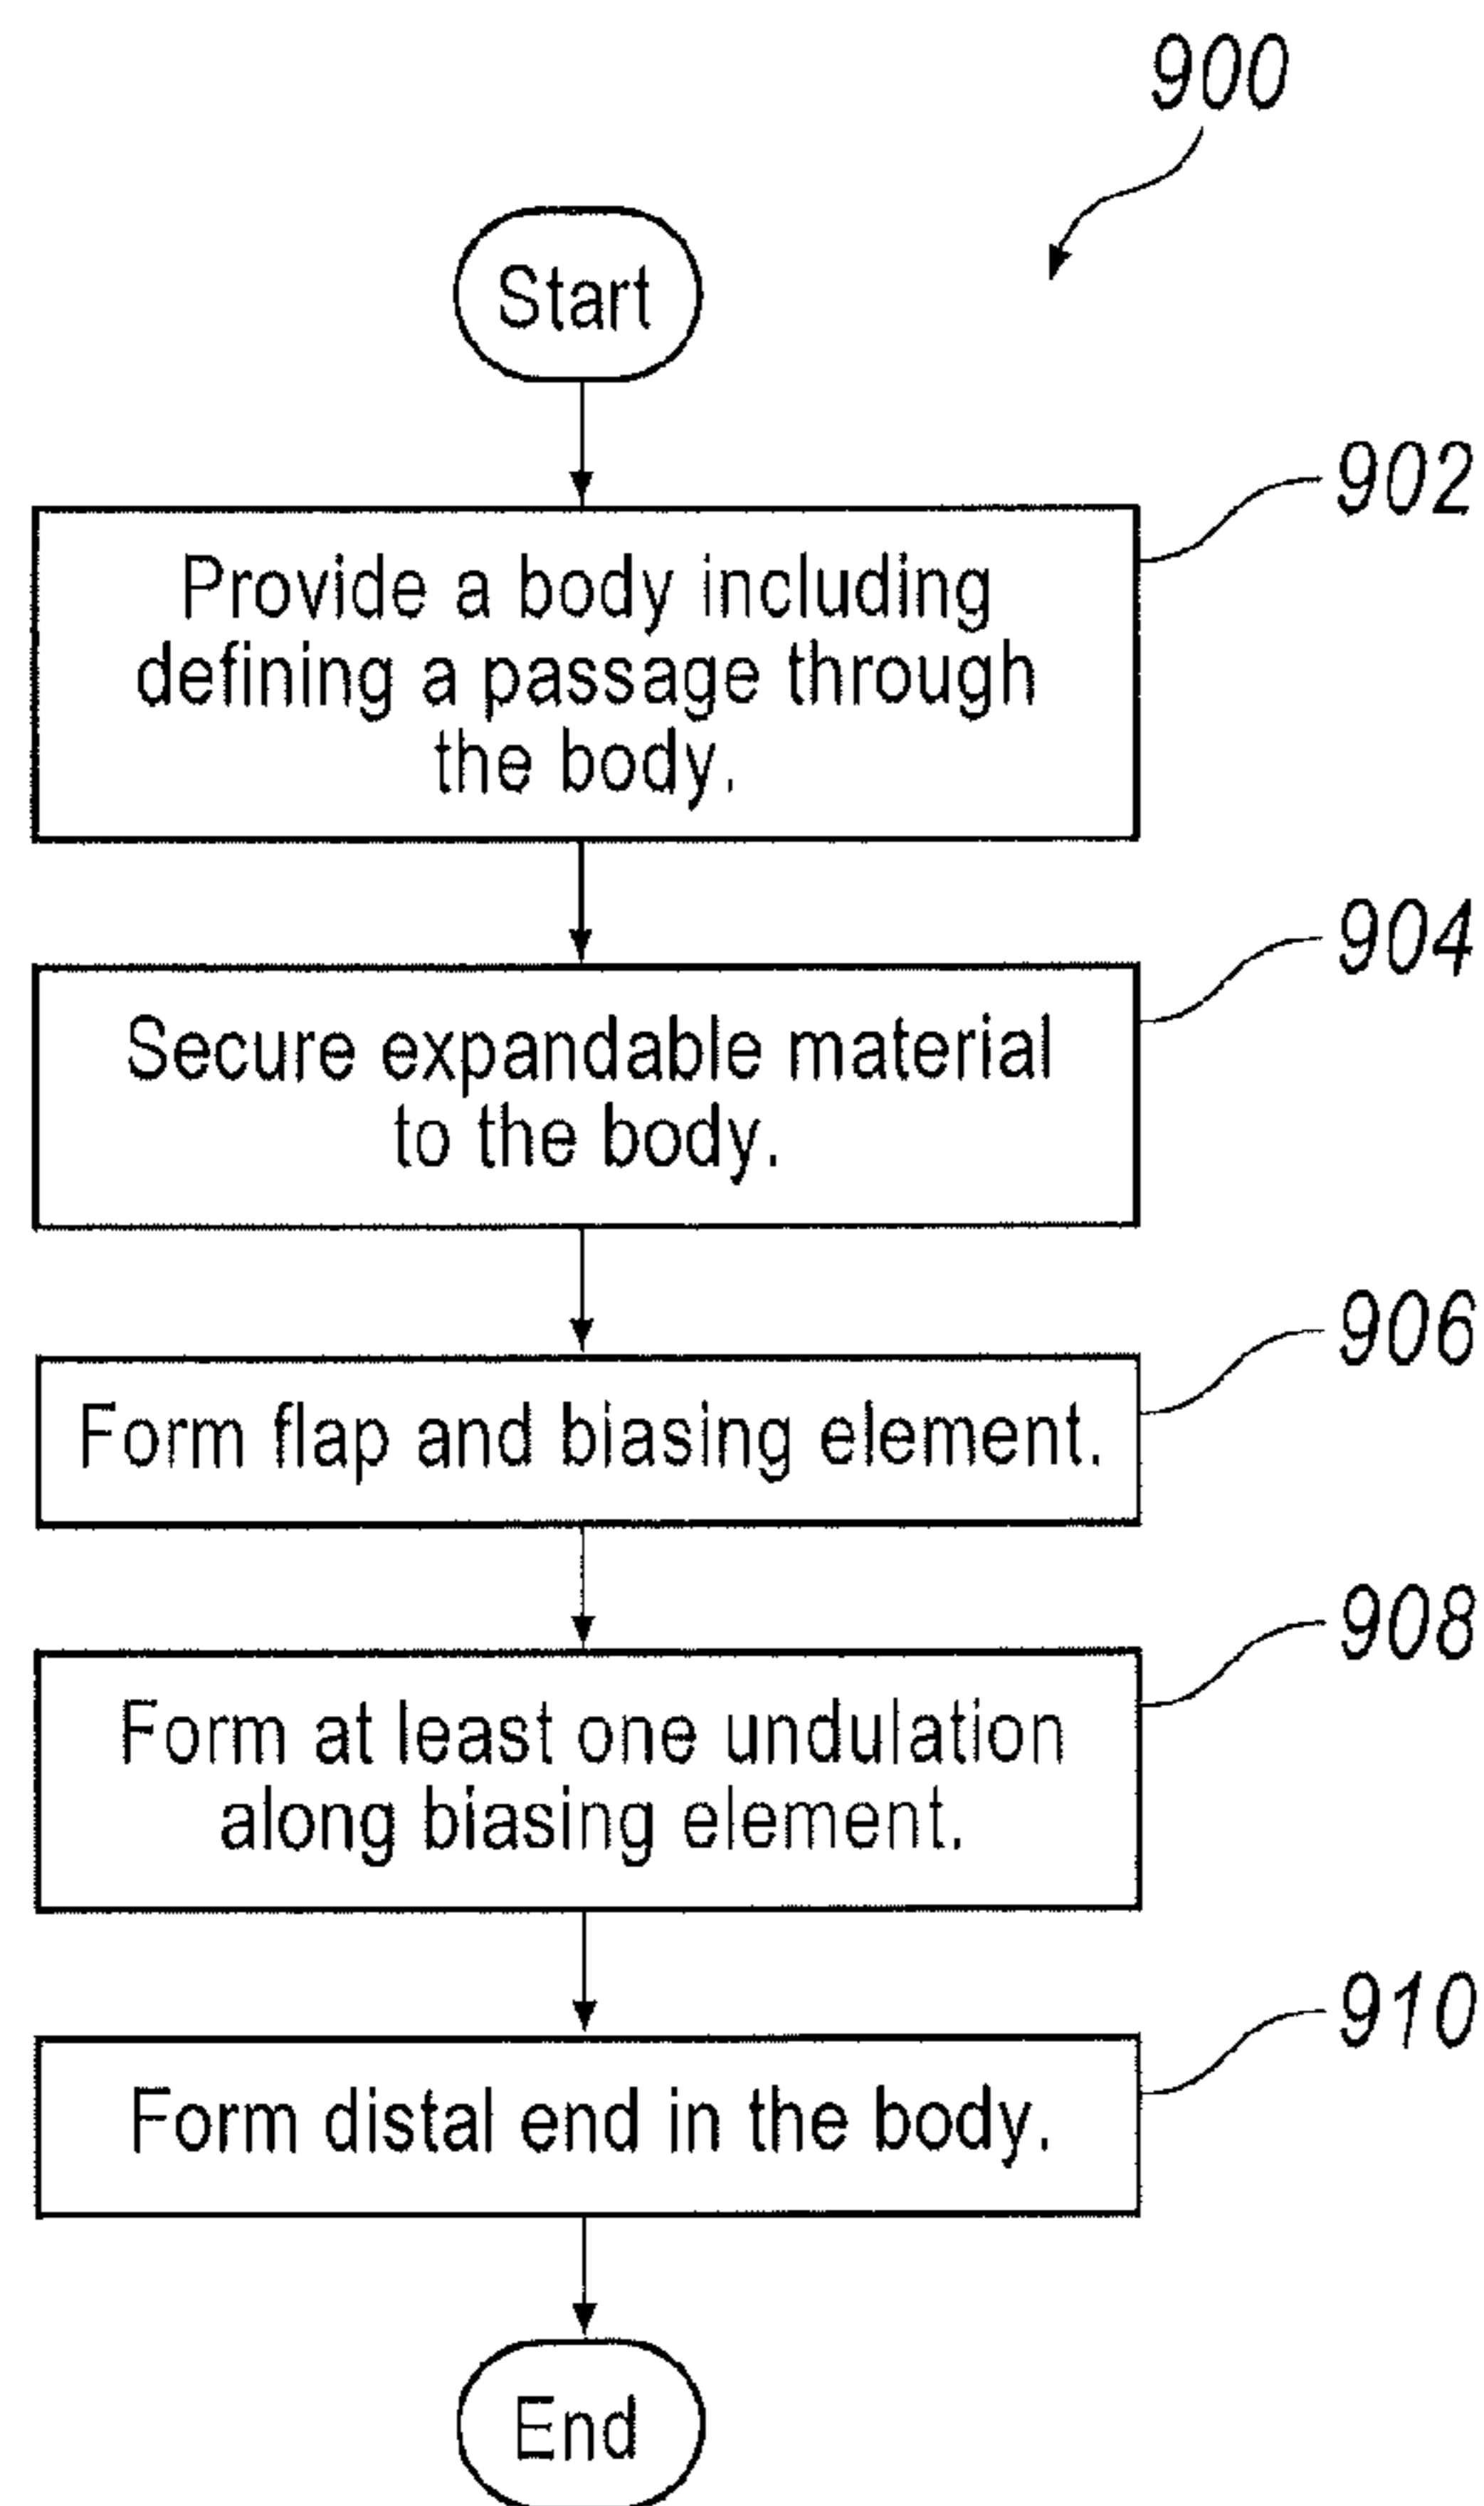 900
Start
902
Provide a body including
defining a passage through
the body.
904
Secure expandable material
to the body.
906
Form flap and biasing element.
908
Form at least one undulation
along biasing element.
910
Form distal end in the body.
End